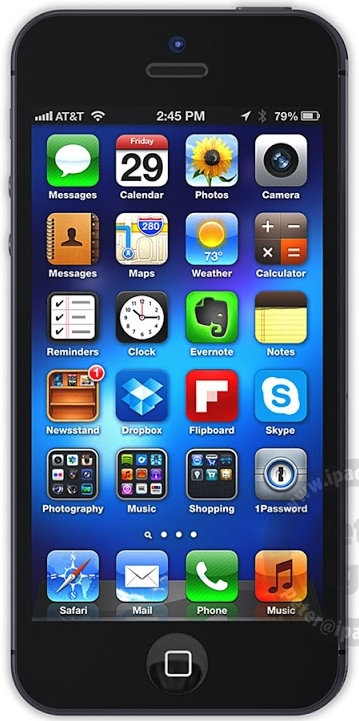 AT&T 2:45 PM 79%
Friday
29
280
73°
Messages Calendar Photos Camera
Messages Maps Weather Calculator
Reminders Clock Evernote Notes
1
Newsstand Dropbox Flipboard Skype
Photography Music Shopping 1Password
Safari Mail Phone Music